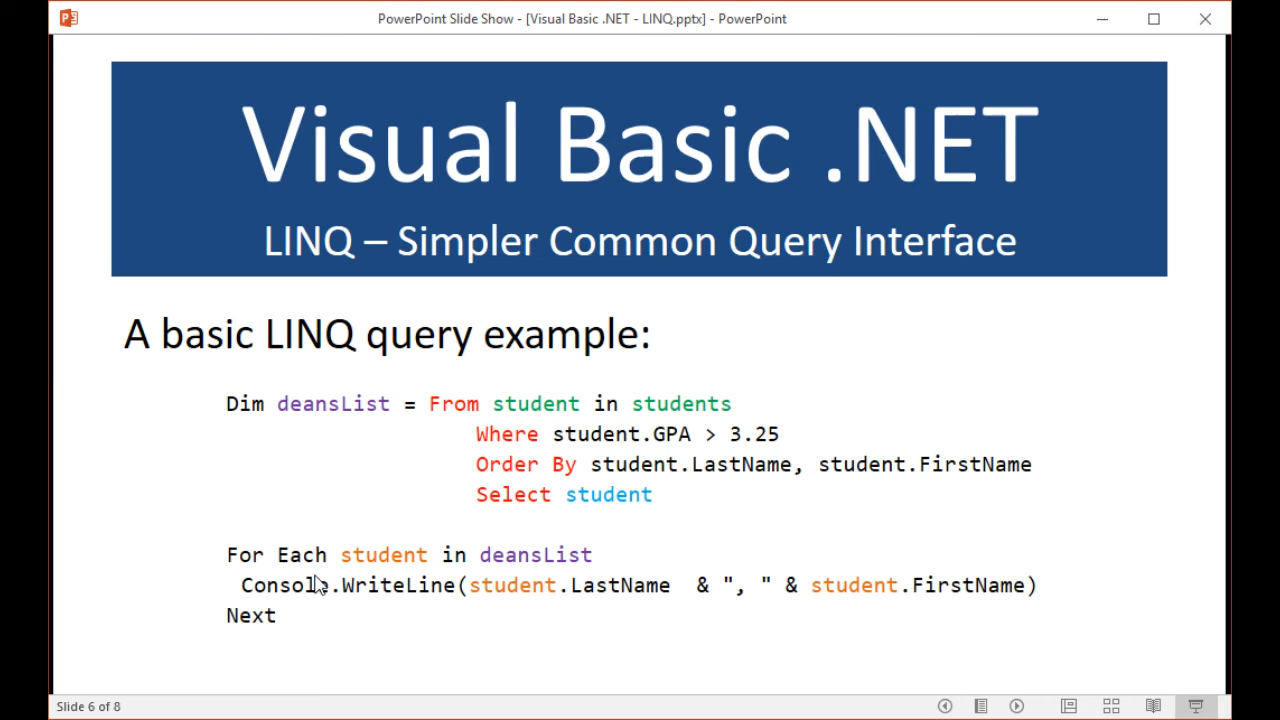 PowerPoint Slide Show - [Visual Basic .NET - LINQ.pptx] - PowerPoint
Visual Basic .NET
LINQ – Simpler Common Query Interface
A basic LINQ query example:
Dim deansList = From student in students
Where student.GPA > 3.25
Order By student.LastName, student.FirstName
Select student
For Each student in deansList
Console.WriteLine(student.LastName & ", " & student.FirstName)
Next
Slide 6 of 8